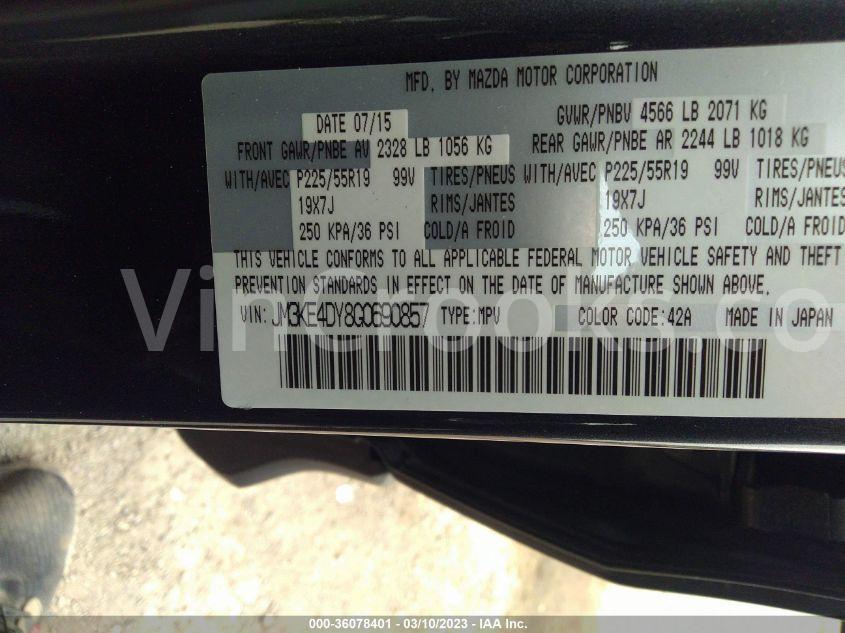 MFD. BY MAZDA MOTOR CORPORATION
DATE 07/15 GVWR/PNBV 4566 LB 2071 KG
FRONT GAWR/PNBE AV 2328 LB 1056 KG REAR GAWR/PNBE AR 2244 LB 1018 KG
WITH/AVEC P225/55R19 99V TIRES/PNEUS WITH/AVEC P225/55R19 99V TIRES/PNEUS
19X7J RIMS/JANTES 19X7J RIMS/JANTES
250 KPA/36 PSI COLD/A FROID 250 KPA/36 PSI COLD/A FROID
THIS VEHICLE CONFORMS TO ALL APPLICABLE FEDERAL MOTOR VEHICLE SAFETY AND THEFT
PREVENTION STANDARDS IN EFFECT ON THE DATE OF MANUFACTURE SHOWN ABOVE.
VIN: JM3KE4DY8G0690857 TYPE:MPV COLOR CODE:42A MADE IN JAPAN
VinCrooks.co
000-36078401 - 03/10/2023 - IAA Inc.